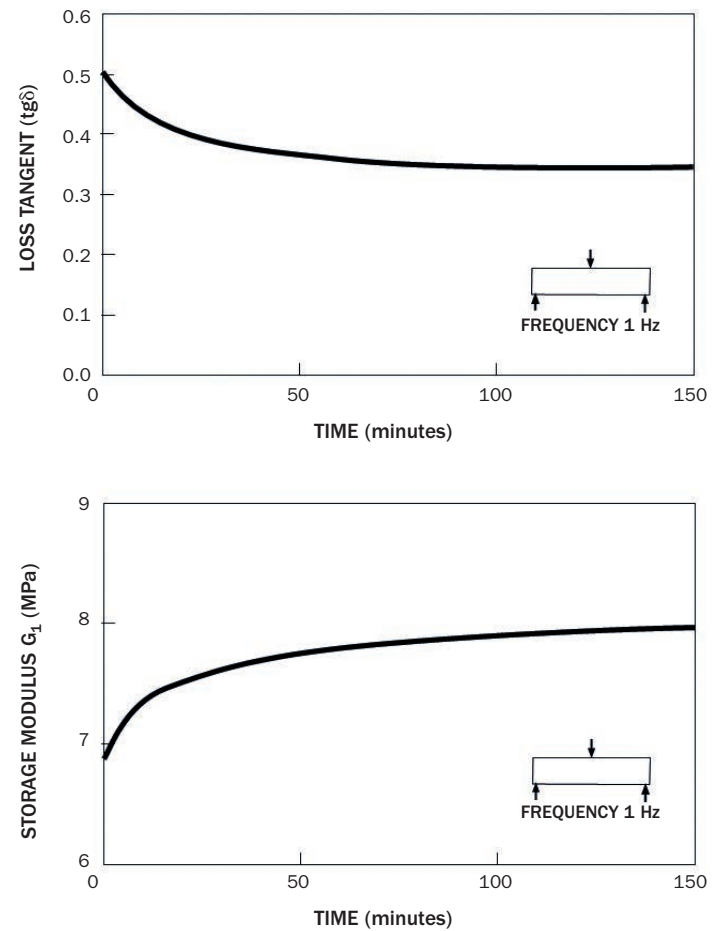 LOSS TANGENT (tgδ)
0.6
0.5
0.4
0.3
0.2
0.1
0.0
FREQUENCY 1 Hz
0 50 100 150
TIME (minutes)
STORAGE MODULUS G₁ (MPa)
9
8
7
6
FREQUENCY 1 Hz
0 50 100 150
TIME (minutes)